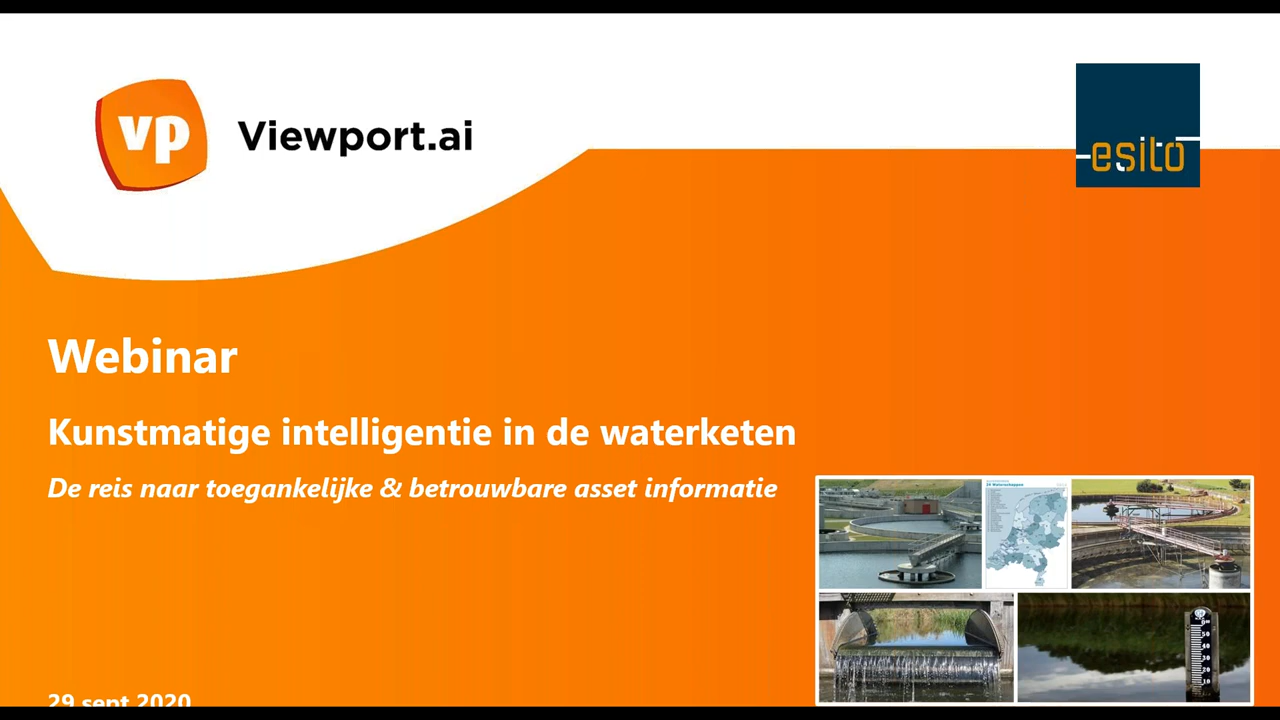 vp
Viewport.ai
esito
Webinar
Kunstmatige intelligentie in de waterketen
De reis naar toegankelijke & betrouwbare asset informatie
29 sept 2020